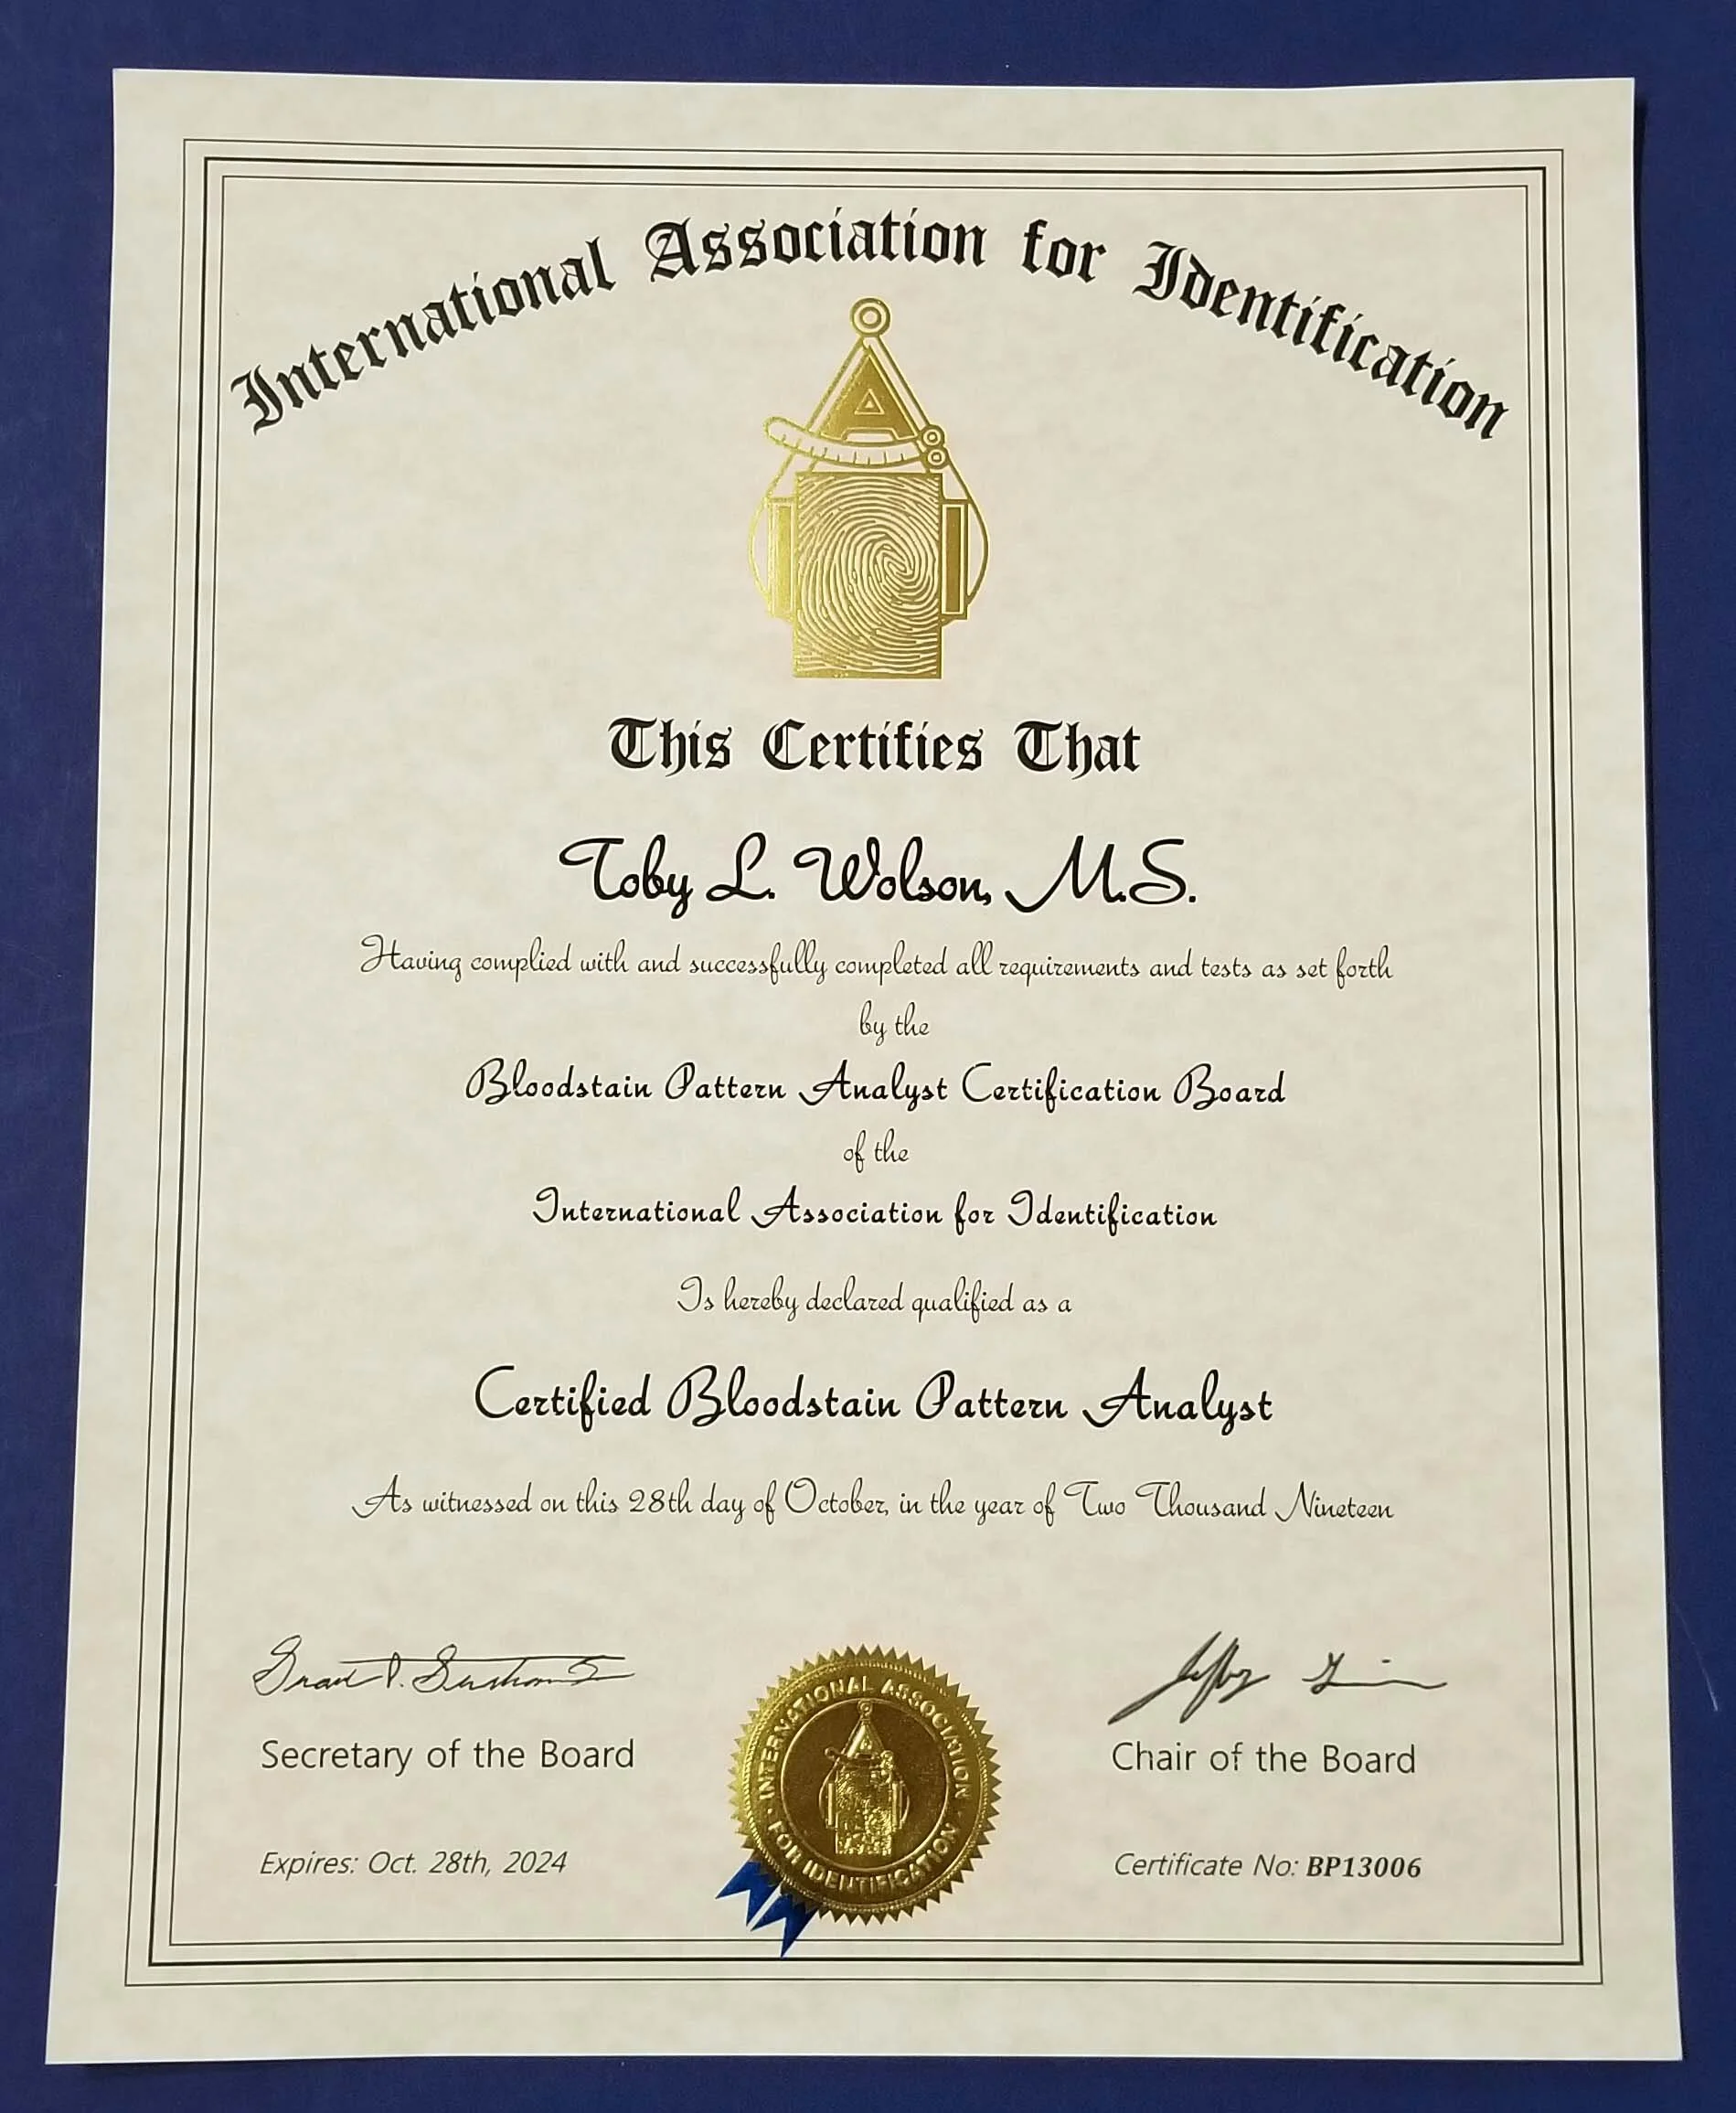 International Association for Identification
This Certifies That
Toby L. Wolson, M.S.
Having complied with and successfully completed all requirements and tests as set forth
by the
Bloodstain Pattern Analyst Certification Board
of the
International Association for Identification
Is hereby declared qualified as a
Certified Bloodstain Pattern Analyst
As witnessed on this 28th day of October, in the year of Two Thousand Nineteen
Secretary of the Board
Chair of the Board
INTERNATIONAL ASSOCIATION
FOR IDENTIFICATION
Expires: Oct. 28th, 2024
Certificate No: BP13006